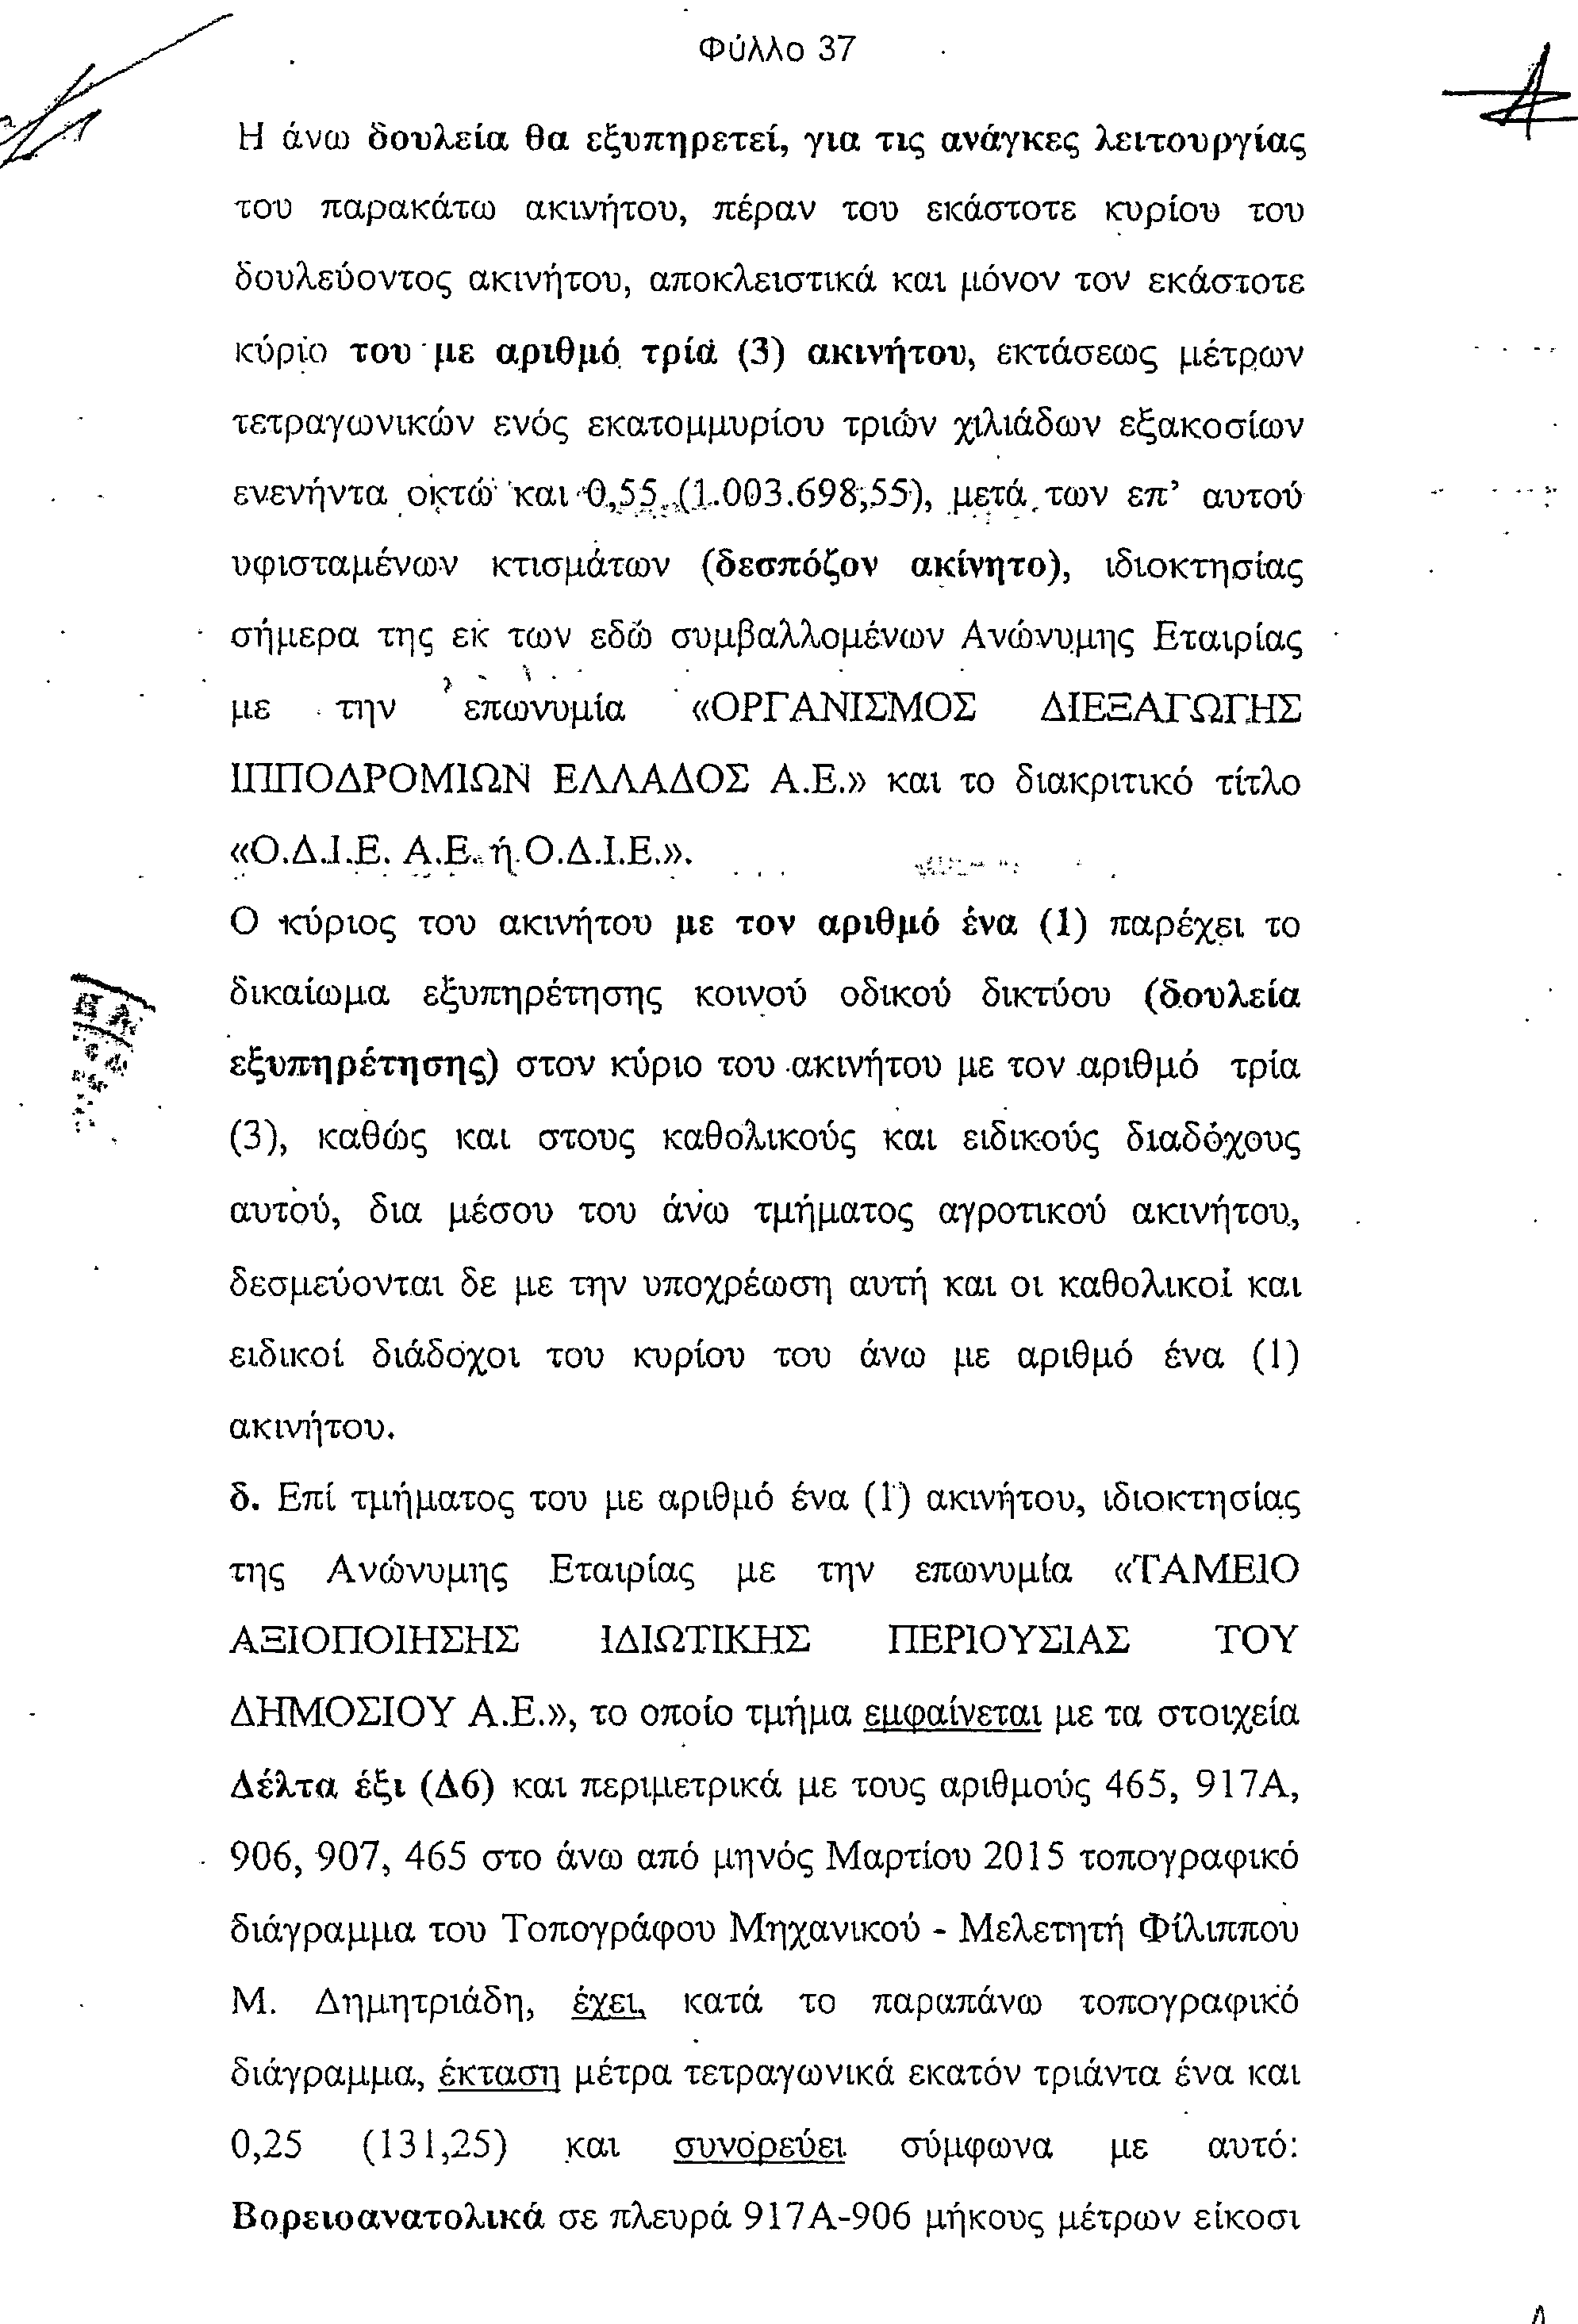 Φύλλο 37
Η άνω δουλεία θα εξυπηρετεί, για τις ανάγκες λειτουργίας
του παρακάτω ακινήτου, πέραν του εκάστοτε κυρίου του
δουλεύοντος ακινήτου, αποκλειστικά και μόνον τον εκάστοτε
κύριο του με αριθμό τρία (3) ακινήτου, εκτάσεως μέτρων
τετραγωνικών ενός εκατομμυρίου τριών χιλιάδων εξακοσίων
ενενήντα οκτώ και 0,55 (1.003.698,55), μετά των επ’ αυτού
υφισταμένων κτισμάτων (δεσπόζον ακίνητο), ιδιοκτησίας
σήμερα της εκ των εδώ συμβαλλομένων Ανώνυμης Εταιρίας
με την επωνυμία «ΟΡΓΑΝΙΣΜΟΣ ΔΙΕΞΑΓΩΓΗΣ
ΙΠΠΟΔΡΟΜΙΩΝ ΕΛΛΑΔΟΣ Α.Ε.» και το διακριτικό τίτλο
«Ο.Δ.Ι.Ε. Α.Ε. ή Ο.Δ.Ι.Ε.».
Ο κύριος του ακινήτου με τον αριθμό ένα (1) παρέχει το
δικαίωμα εξυπηρέτησης κοινού οδικού δικτύου (δουλεία
εξυπηρέτησης) στον κύριο του ακινήτου με τον αριθμό τρία
(3), καθώς και στους καθολικούς και ειδικούς διαδόχους
αυτού, δια μέσου του άνω τμήματος αγροτικού ακινήτου,
δεσμεύονται δε με την υποχρέωση αυτή και οι καθολικοί και
ειδικοί διάδοχοι του κυρίου του άνω με αριθμό ένα (1)
ακινήτου.
δ. Επί τμήματος του με αριθμό ένα (1) ακινήτου, ιδιοκτησίας
της Ανώνυμης Εταιρίας με την επωνυμία «ΤΑΜΕΙΟ
ΑΞΙΟΠΟΙΗΣΗΣ ΙΔΙΩΤΙΚΗΣ ΠΕΡΙΟΥΣΙΑΣ ΤΟΥ
ΔΗΜΟΣΙΟΥ Α.Ε.», το οποίο τμήμα εμφαίνεται με τα στοιχεία
Δέλτα έξι (Δ6) και περιμετρικά με τους αριθμούς 465, 917Α,
906, 907, 465 στο άνω από μηνός Μαρτίου 2015 τοπογραφικό
διάγραμμα του Τοπογράφου Μηχανικού - Μελετητή Φίλιππου
Μ. Δημητριάδη, έχει, κατά το παραπάνω τοπογραφικό
διάγραμμα, έκταση μέτρα τετραγωνικά εκατόν τριάντα ένα και
0,25 (131,25) και συνορεύει σύμφωνα με αυτό:
Βορειοανατολικά σε πλευρά 917Α-906 μήκους μέτρων είκοσι